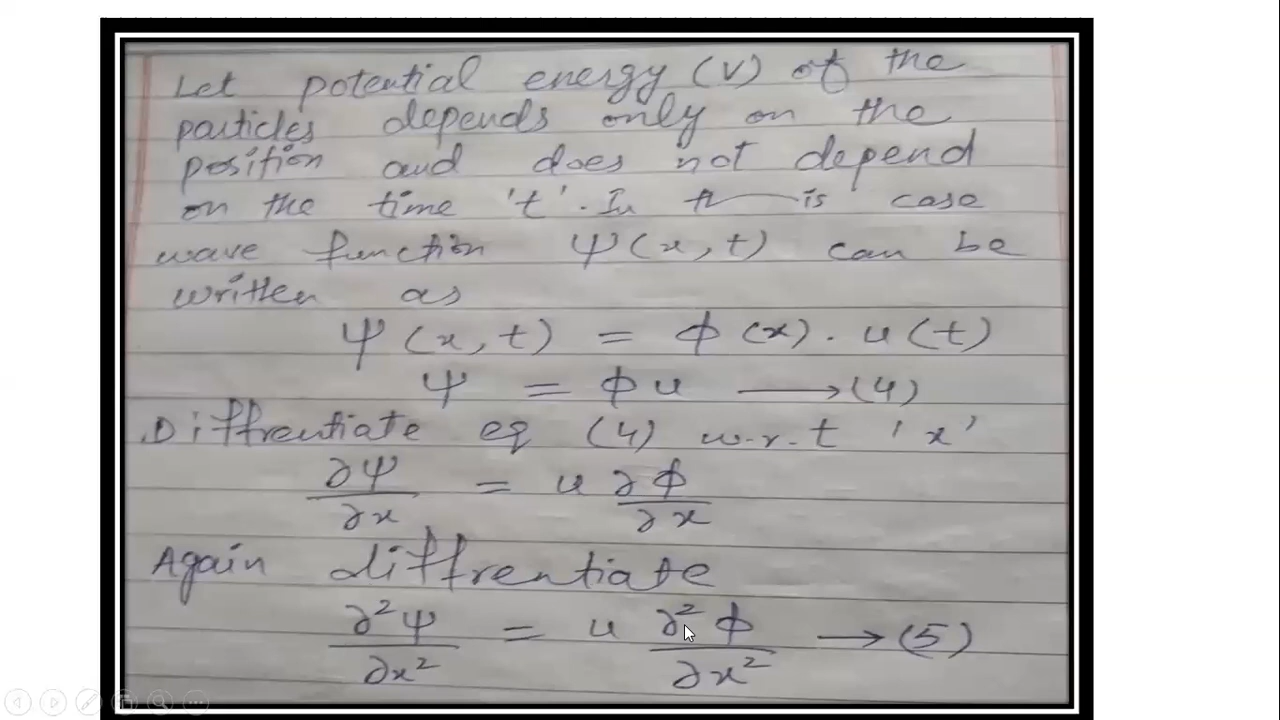 Let potential energy (V) of the
particles depends only on the
position and does not depend
on the time 't'. In this case
wave function Ψ(x,t) can be
written as
Ψ(x,t) = ϕ(x). u(t)
Ψ = ϕu ⟶(4)
Diffrentiate eq (4) w.r.t 'x'
∂Ψ/∂x = u ∂ϕ/∂x
Again diffrentiate
∂²Ψ/∂x² = u ∂²ϕ/∂x² ⟶(5)